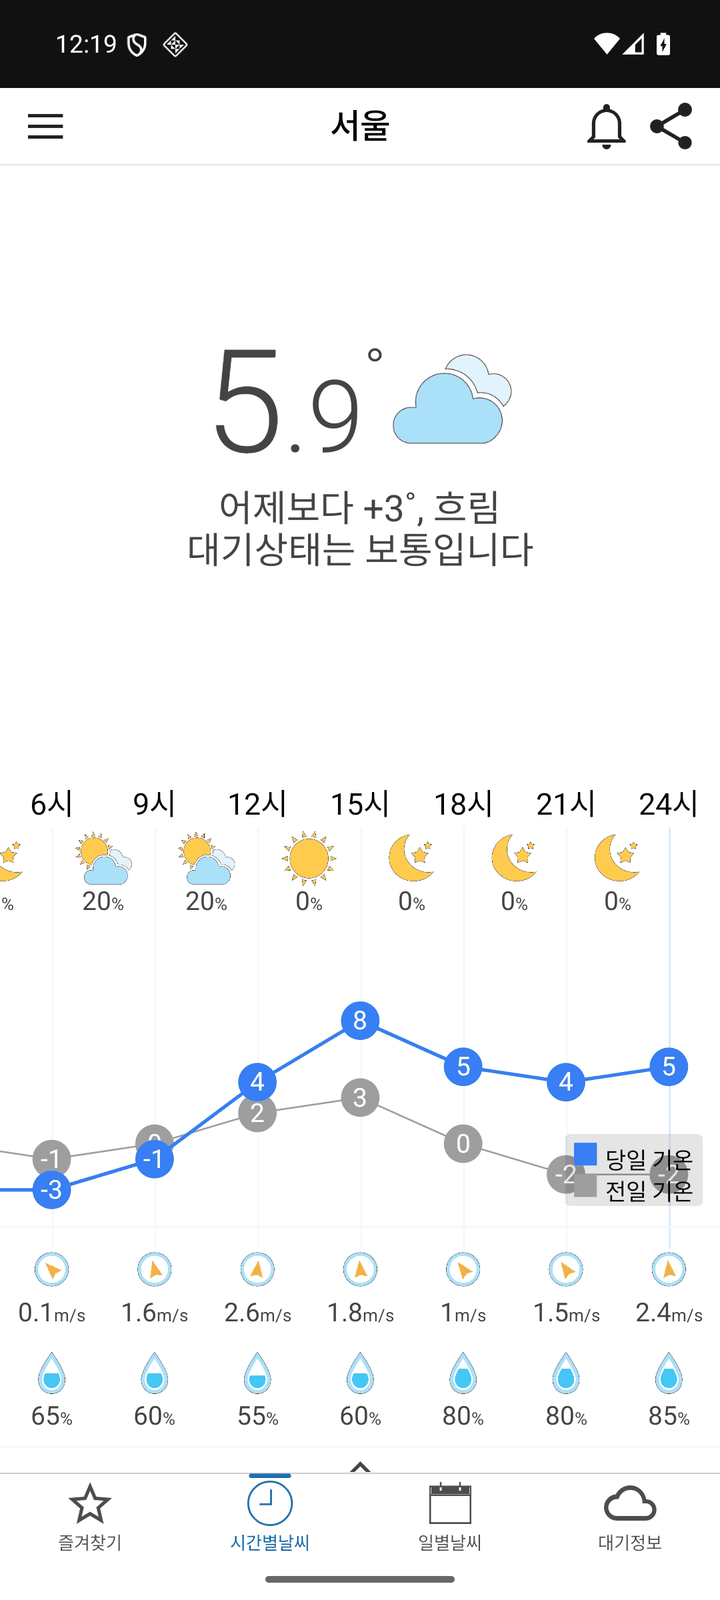 12:19
서울
5.9°
어제보다 +3°, 흐림
대기상태는 보통입니다
6시 9시 12시 15시 18시 21시 24시
% 20% 20% 0% 0% 0% 0%
8
4 5 4 5
2 3
-1 0 -1 0 -2 -2
-3
당일 기온
전일 기온
0.1m/s 1.6m/s 2.6m/s 1.8m/s 1m/s 1.5m/s 2.4m/s
65% 60% 55% 60% 80% 80% 85%
즐겨찾기 시간별날씨 일별날씨 대기정보